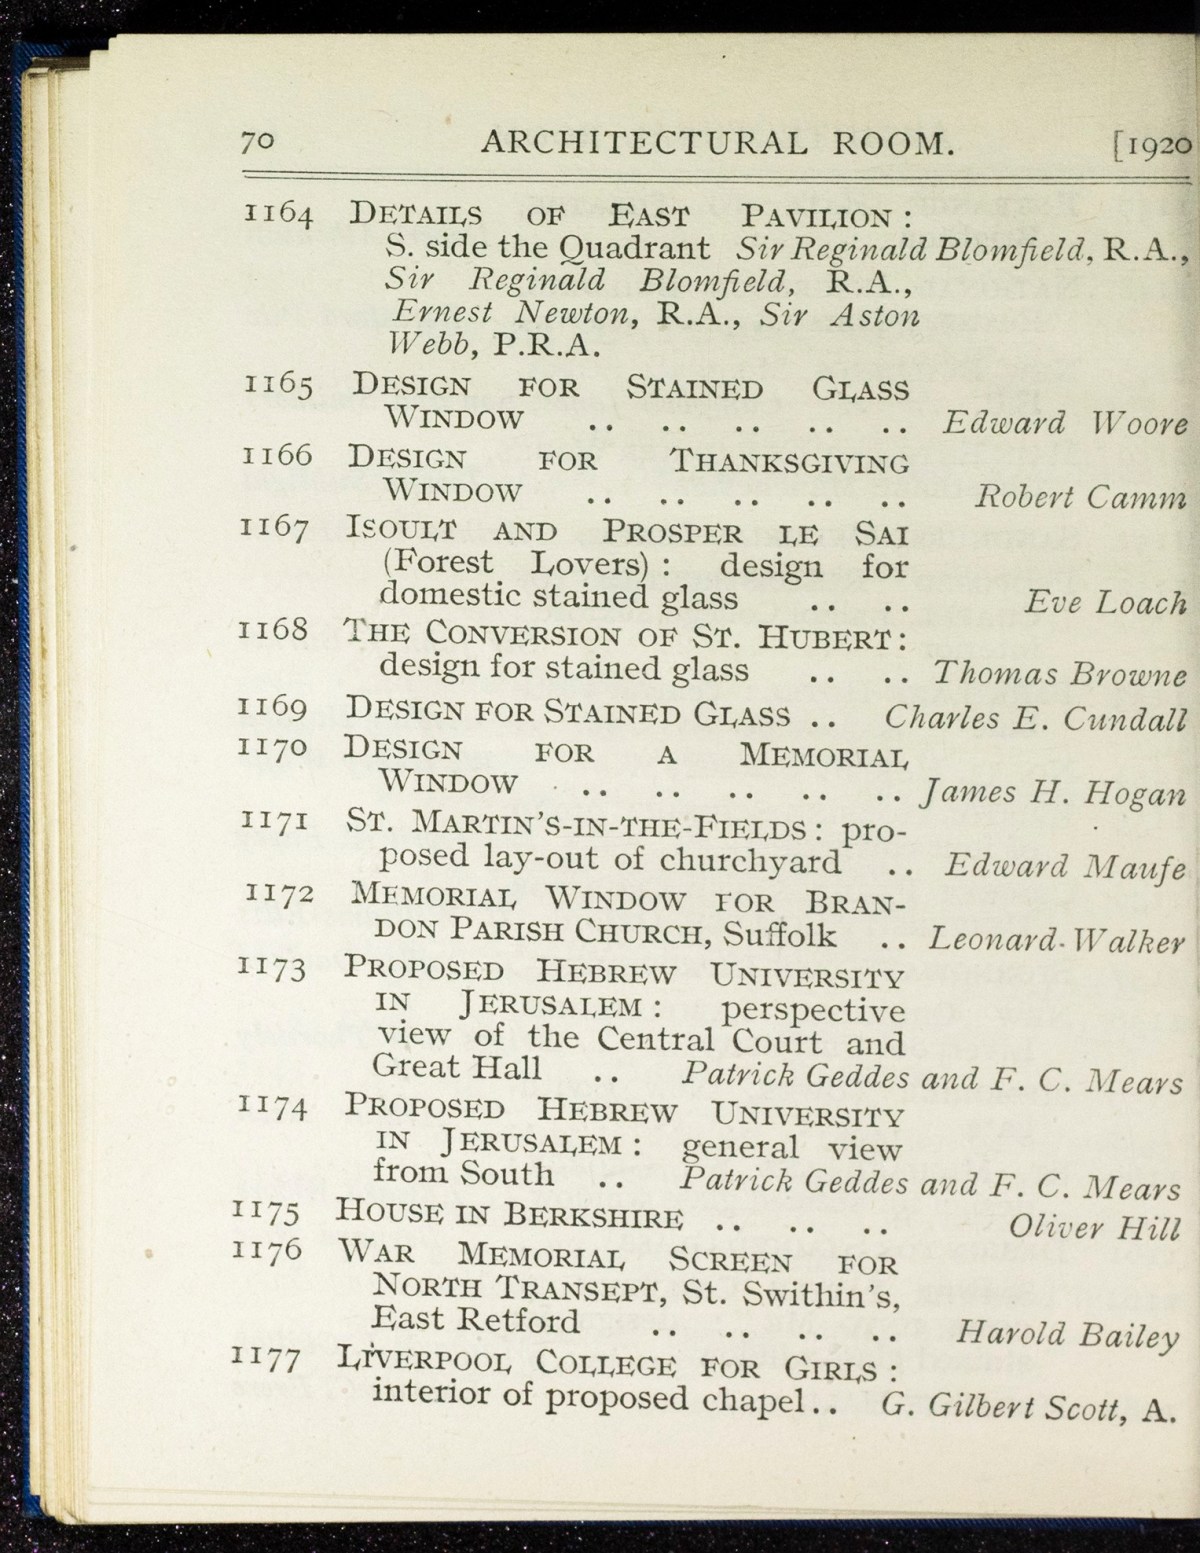 70 ARCHITECTURAL ROOM. [1920
1164 DETAILS OF EAST PAVILION :
S. side the Quadrant Sir Reginald Blomfield, R.A.,
Sir Reginald Blomfield, R.A.,
Ernest Newton, R.A., Sir Aston
Webb, P.R.A.
1165 DESIGN FOR STAINED GLASS
WINDOW .. .. .. .. .. Edward Woore
1166 DESIGN FOR THANKSGIVING
WINDOW .. .. .. .. .. Robert Camm
1167 ISOULT AND PROSPER LE SAI
(Forest Lovers) : design for
domestic stained glass .. .. Eve Loach
1168 THE CONVERSION OF ST. HUBERT :
design for stained glass .. .. Thomas Browne
1169 DESIGN FOR STAINED GLASS .. Charles E. Cundall
1170 DESIGN FOR A MEMORIAL
WINDOW .. .. .. .. .. James H. Hogan
1171 ST. MARTIN'S-IN-THE-FIELDS : pro-
posed lay-out of churchyard .. Edward Maufe
1172 MEMORIAL WINDOW FOR BRAN-
DON PARISH CHURCH, Suffolk .. Leonard Walker
1173 PROPOSED HEBREW UNIVERSITY
IN JERUSALEM : perspective
view of the Central Court and
Great Hall .. Patrick Geddes and F. C. Mears
1174 PROPOSED HEBREW UNIVERSITY
IN JERUSALEM : general view
from South .. Patrick Geddes and F. C. Mears
1175 HOUSE IN BERKSHIRE .. .. .. Oliver Hill
1176 WAR MEMORIAL SCREEN FOR
NORTH TRANSEPT, St. Swithin's,
East Retford .. .. .. .. Harold Bailey
1177 LIVERPOOL COLLEGE FOR GIRLS :
interior of proposed chapel .. G. Gilbert Scott, A.